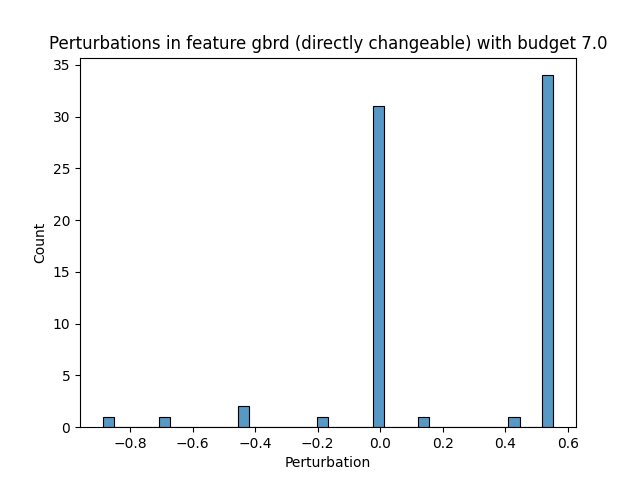 Perturbations in feature gbrd (directly changeable) with budget 7.0
35
30
25
20
15
10
5
0
Count
−0.8 −0.6 −0.4 −0.2 0.0 0.2 0.4 0.6
Perturbation